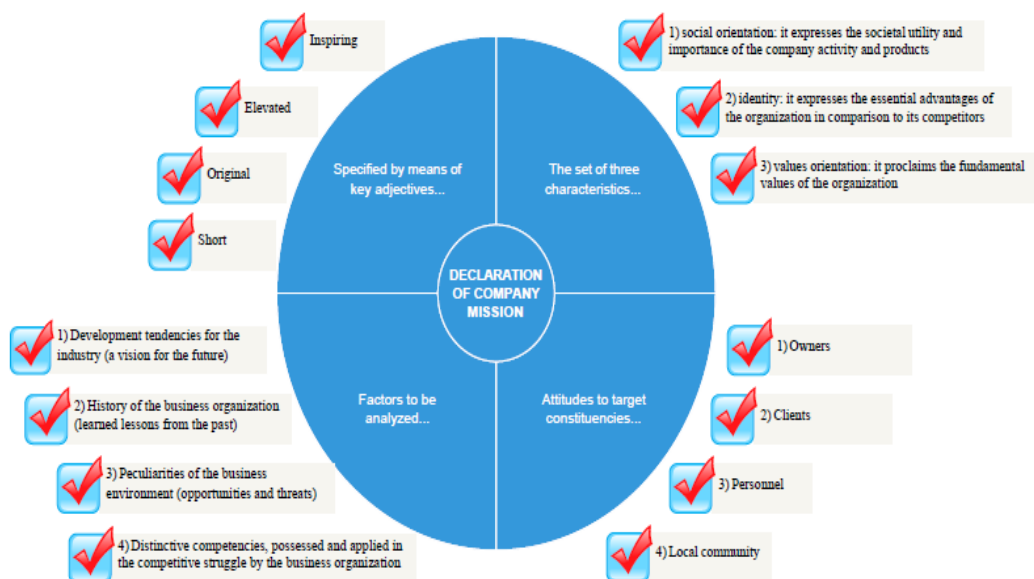 Inspiring
Elevated
Original
Short
Specified by means of
key adjectives...
The set of three
characteristics...
1) social orientation: it expresses the societal utility and
importance of the company activity and products
2) identity: it expresses the essential advantages of
the organization in comparison to its competitors
3) values orientation: it proclaims the fundamental
values of the organization
DECLARATION
OF COMPANY
MISSION
1) Development tendencies for the
industry (a vision for the future)
2) History of the business organization
(learned lessons from the past)
3) Peculiarities of the business
environment (opportunities and threats)
4) Distinctive competencies, possessed and applied in
the competitive struggle by the business organization
Factors to be
analyzed...
Attitudes to target
constituencies...
1) Owners
2) Clients
3) Personnel
4) Local community